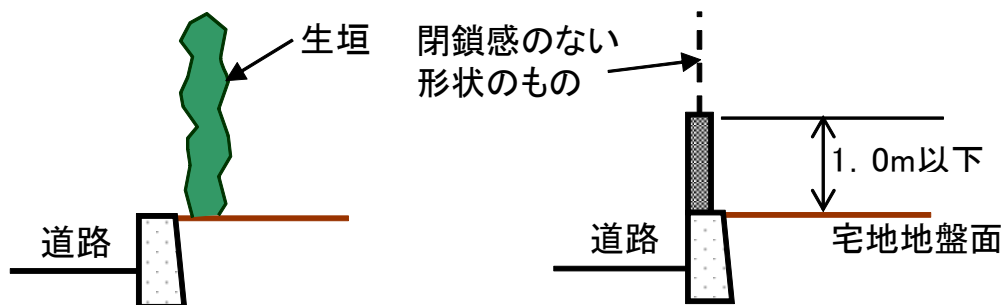 生垣
道路
閉鎖感のない
形状のもの
1．0m以下
道路
宅地地盤面